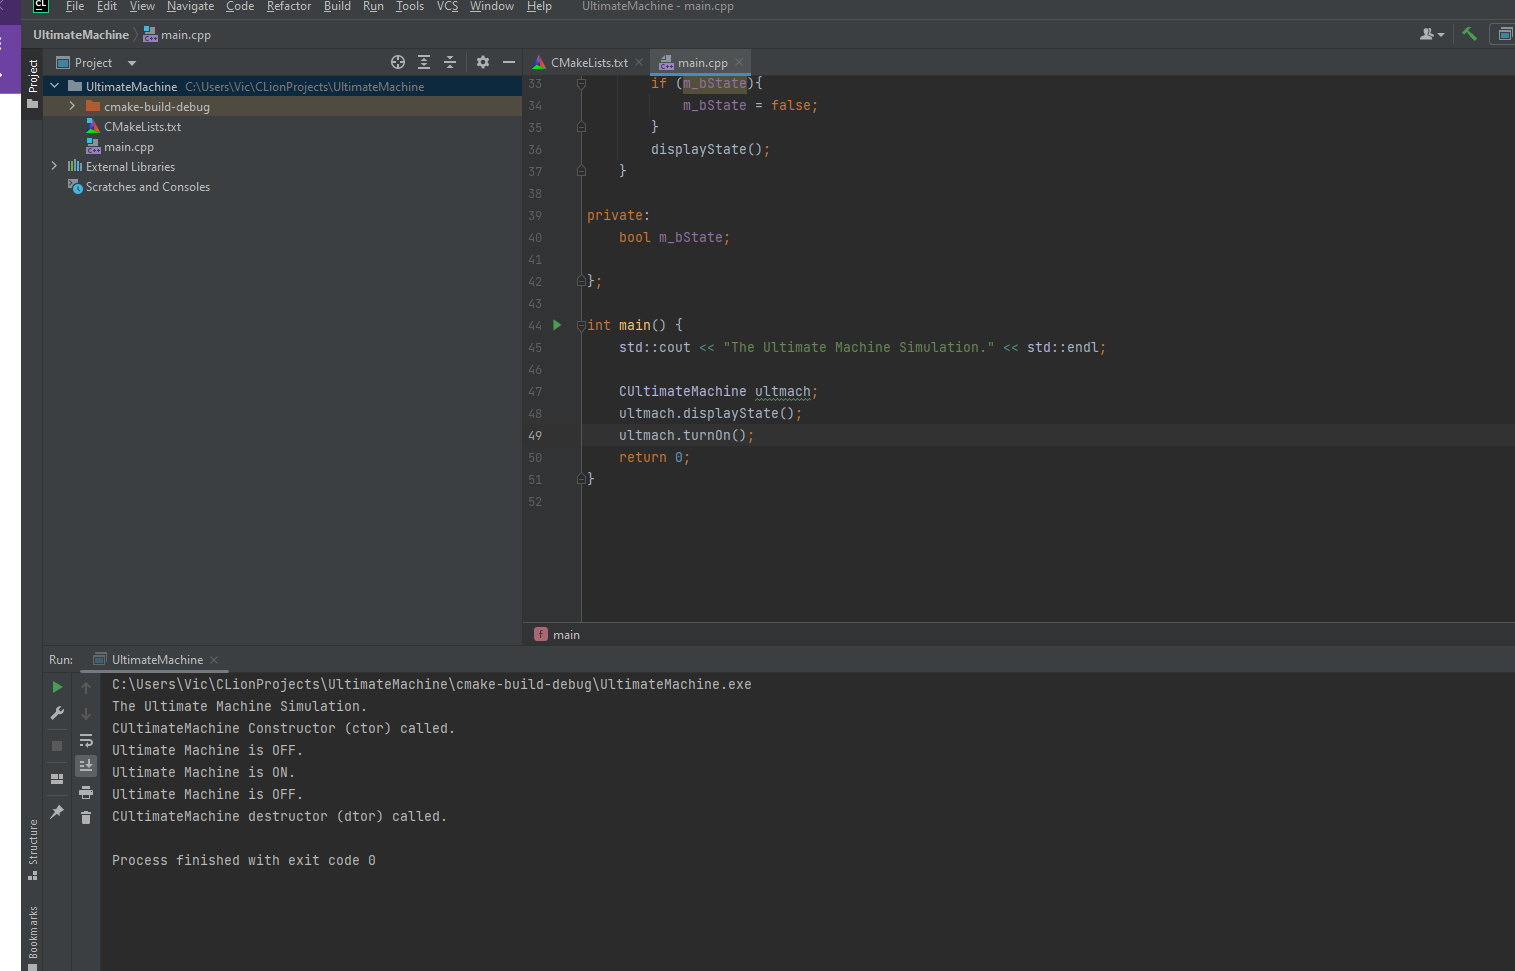 CL File Edit View Navigate Code Refactor Build Run Tools VCS Window Help UltimateMachine - main.cpp
UltimateMachine main.cpp
Project
Project
UltimateMachine C:\Users\Vic\CLionProjects\UltimateMachine
cmake-build-debug
CMakeLists.txt
main.cpp
External Libraries
Scratches and Consoles
CMakeLists.txt main.cpp
33 if (m_bState){
34 m_bState = false;
35 }
36 displayState();
37 }
38
39 private:
40 bool m_bState;
41
42 };
43
44 int main() {
45 std::cout << "The Ultimate Machine Simulation." << std::endl;
46
47 CUltimateMachine ultmach;
48 ultmach.displayState();
49 ultmach.turnOn();
50 return 0;
51 }
52
f main
Run: UltimateMachine
C:\Users\Vic\CLionProjects\UltimateMachine\cmake-build-debug\UltimateMachine.exe
The Ultimate Machine Simulation.
CUltimateMachine Constructor (ctor) called.
Ultimate Machine is OFF.
Ultimate Machine is ON.
Ultimate Machine is OFF.
CUltimateMachine destructor (dtor) called.
Process finished with exit code 0
Structure
Bookmarks